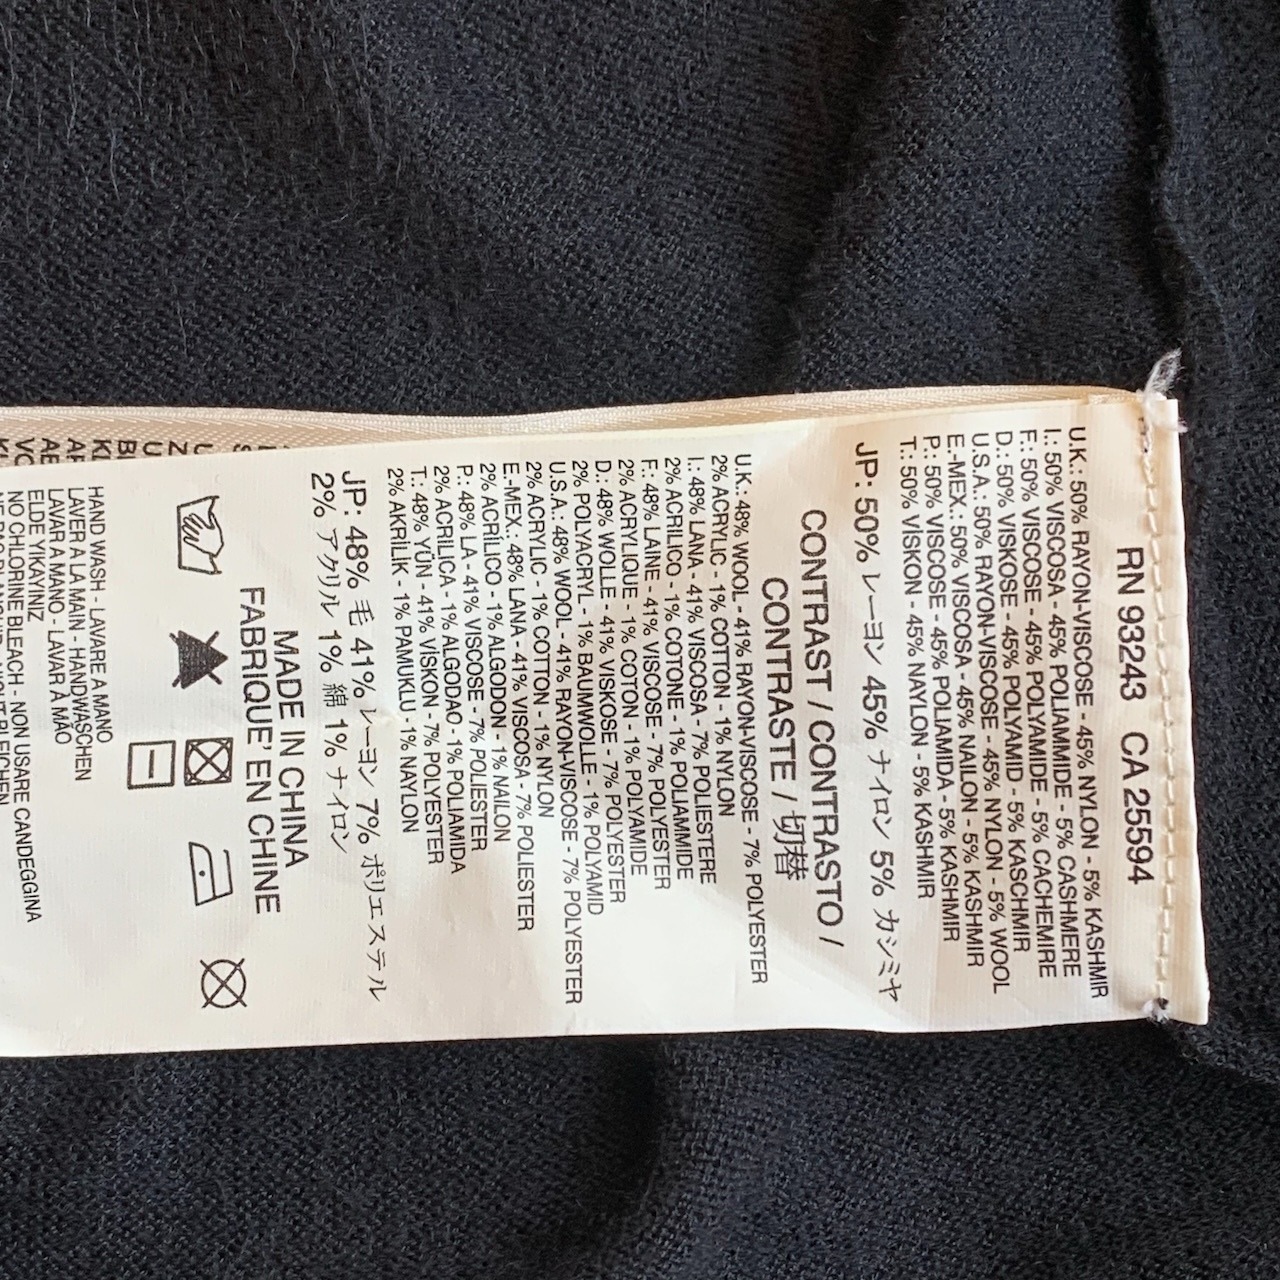 RN 93243 CA 25594
U.K.: 50% RAYON-VISCOSE - 45% NYLON - 5% KASHMIR
I.: 50% VISCOSA - 45% POLIAMMIDE - 5% CASHMERE
F.: 50% VISCOSE - 45% POLYAMIDE - 5% CACHEMIRE
D.: 50% VISKOSE - 45% POLYAMID - 5% KASCHMIR
U.S.A.: 50% RAYON-VISCOSE - 45% NYLON - 5% WOOL
E.-MEX.: 50% VISCOSA - 45% NAILON - 5% KASHMIR
P.: 50% VISCOSE - 45% POLIAMIDA - 5% KASHMIR
T.: 50% VİSKON - 45% NAYLON - 5% KASHMIR
JP: 50% レーヨン 45% ナイロン 5% カシミヤ
CONTRAST / CONTRASTO /
CONTRASTE / 切替
U.K.: 48% WOOL - 41% RAYON-VISCOSE - 7% POLYESTER
2% ACRYLIC - 1% COTTON - 1% NYLON
I.: 48% LANA - 41% VISCOSA - 7% POLIESTERE
2% ACRILICO - 1% COTONE - 1% POLIAMMIDE
F.: 48% LAINE - 41% VISCOSE - 7% POLYESTER
2% ACRYLIQUE - 1% COTON - 1% POLYAMIDE
D.: 48% WOLLE - 41% VISKOSE - 7% POLYESTER
2% POLYACRYL - 1% BAUMWOLLE - 1% POLYAMID
U.S.A.: 48% WOOL - 41% RAYON-VISCOSE - 7% POLYESTER
2% ACRYLIC - 1% COTTON - 1% NYLON
E.-MEX.: 48% LANA - 41% VISCOSA - 7% POLIESTER
2% ACRÍLICO - 1% ALGODON - 1% NAILON
P.: 48% LA - 41% VISCOSE - 7% POLIESTER
2% ACRILICA - 1% ALGODAO - 1% POLIAMIDA
T.: 48% YÜN - 41% VİSKON - 7% POLYESTER
2% AKRİLİK - 1% PAMUKLU - 1% NAYLON
JP: 48% 毛 41% レーヨン 7% ポリエステル
2% アクリル 1% 綿 1% ナイロン
MADE IN CHINA
FABRIQUE' EN CHINE
HAND WASH - LAVARE A MANO
LAVER A LA MAIN - HANDWASCHEN
LAVAR A MANO - LAVAR À MÃO
ELDE YIKAYINIZ
NO CHLORINE BLEACH - NON USARE CANDEGGINA